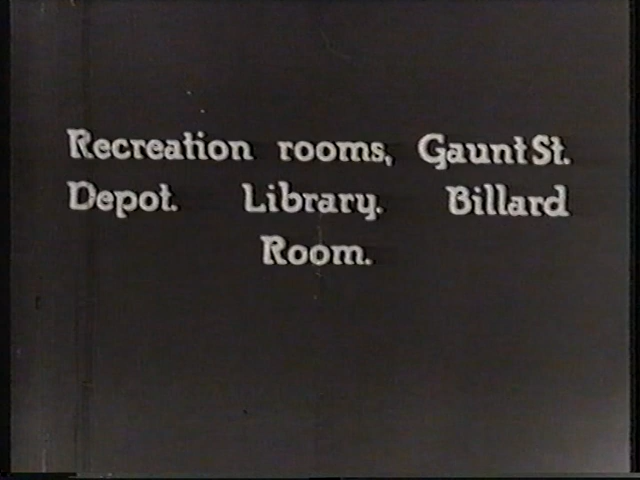 Recreation rooms, Gaunt St.
Depot. Library. Billard
Room.